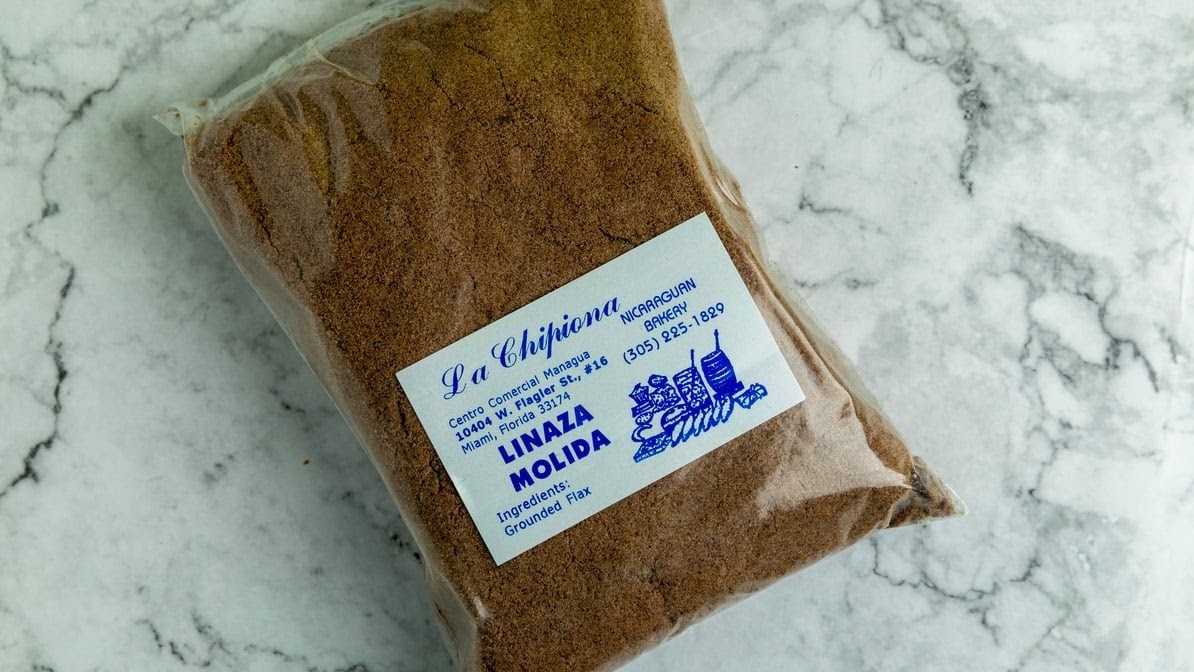 La Chipiona
Centro Comercial Managua
10404 W. Flagler St., #16
Miami, Florida 33174
NICARAGUAN
BAKERY
(305) 225-1829
LINAZA
MOLIDA
Ingredients:
Grounded Flax